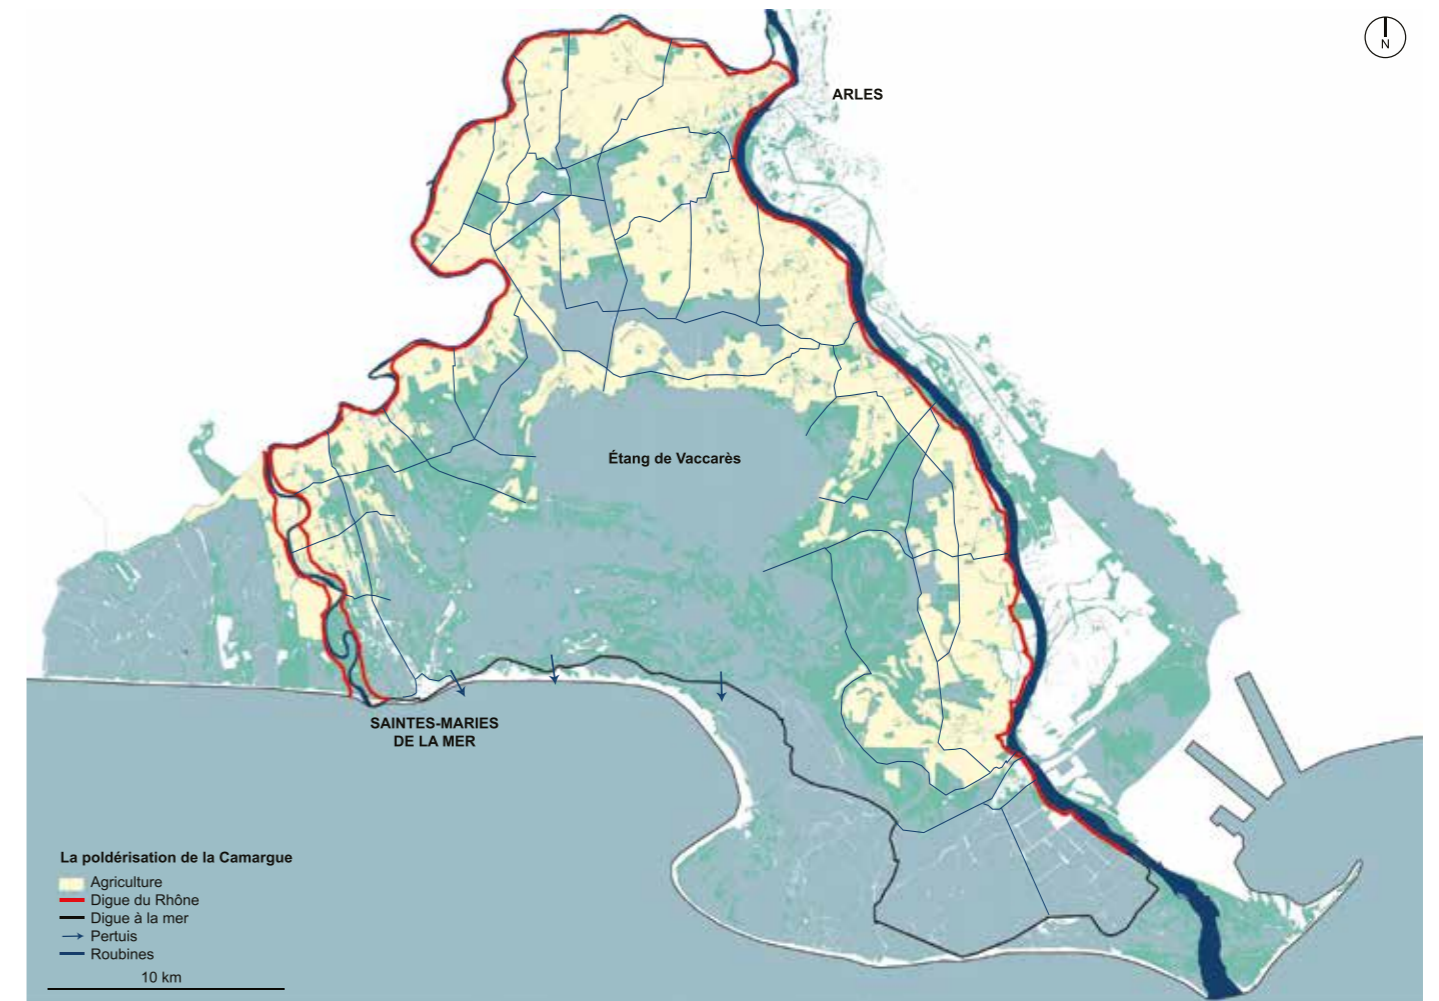 N
ARLES
Étang de Vaccarès
SAINTES-MARIES
DE LA MER
La poldérisation de la Camargue
Agriculture
Digue du Rhône
Digue à la mer
Pertuis
Roubines
10 km